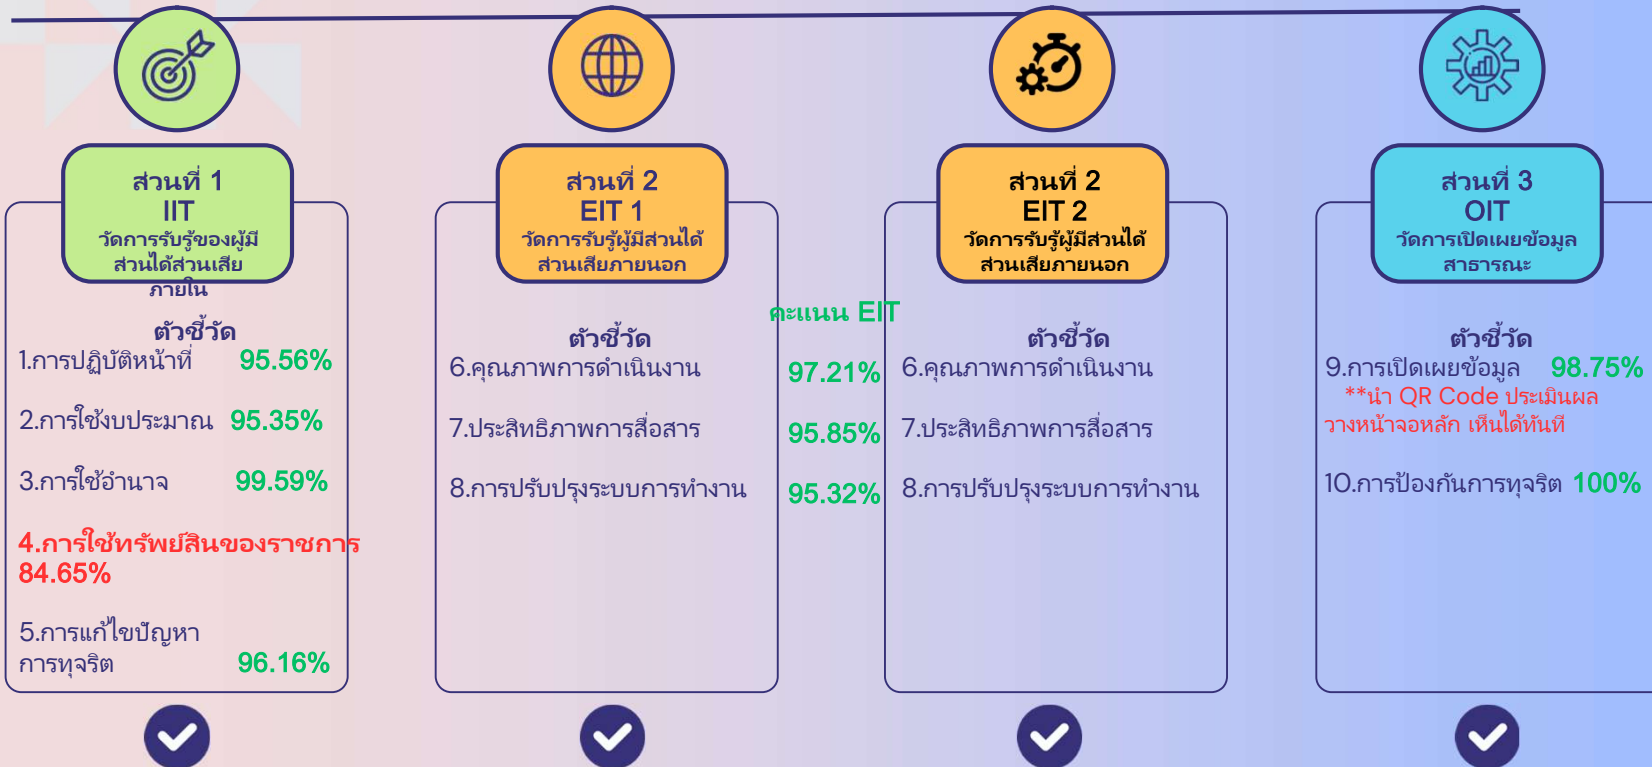 ส่วนที่ 1
IIT
วัดการรับรู้ของผู้มี
ส่วนได้ส่วนเสีย
ภายใน
ตัวชี้วัด
1.การปฏิบัติหน้าที่ 95.56%
2.การใช้งบประมาณ 95.35%
3.การใช้อำนาจ 99.59%
4.การใช้ทรัพย์สินของราชการ
84.65%
5.การแก้ไขปัญหา
การทุจริต 96.16%
ส่วนที่ 2
EIT 1
วัดการรับรู้ผู้มีส่วนได้
ส่วนเสียภายนอก
ตัวชี้วัด
6.คุณภาพการดำเนินงาน
7.ประสิทธิภาพการสื่อสาร
8.การปรับปรุงระบบการทำงาน
คะแนน EIT
97.21%
95.85%
95.32%
ส่วนที่ 2
EIT 2
วัดการรับรู้ผู้มีส่วนได้
ส่วนเสียภายนอก
ตัวชี้วัด
6.คุณภาพการดำเนินงาน
7.ประสิทธิภาพการสื่อสาร
8.การปรับปรุงระบบการทำงาน
ส่วนที่ 3
OIT
วัดการเปิดเผยข้อมูล
สาธารณะ
ตัวชี้วัด
9.การเปิดเผยข้อมูล 98.75%
**นำ QR Code ประเมินผล
วางหน้าจอหลัก เห็นได้ทันที
10.การป้องกันการทุจริต 100%